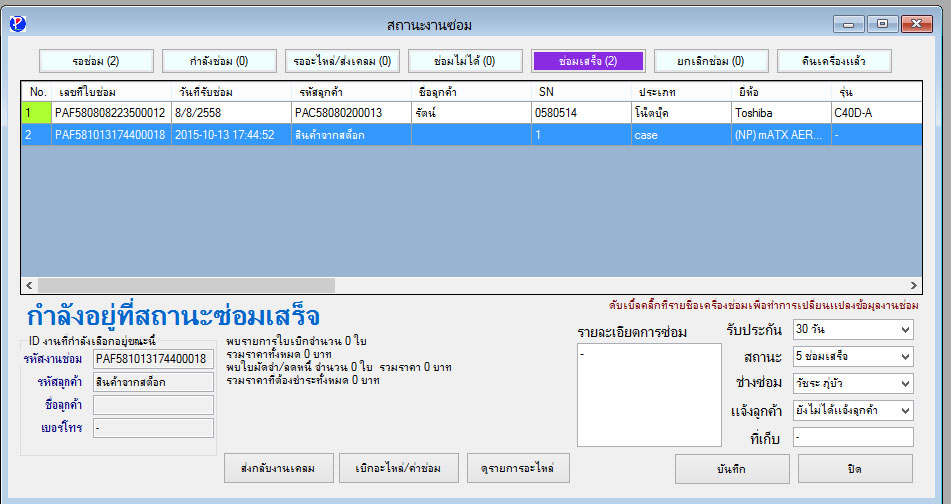 สถานะงานซ่อม
รอซ่อม (2) กำลังซ่อม (0) รออะไหล่/ส่งเคลม (0) ซ่อมไม่ได้ (0) ซ่อมเสร็จ (2) ยกเลิกซ่อม (0) คืนเครื่องแล้ว
No. เลขที่ใบซ่อม วันที่รับซ่อม รหัสลูกค้า ชื่อลูกค้า SN ประเภท ยี่ห้อ รุ่น
1 PAF580808223500012 8/8/2558 PAC58080200013 รัตน์ 0580514 โน๊ตบุ๊ค Toshiba C40D-A
2 PAF581013174400018 2015-10-13 17:44:52 สินค้าจากสต็อก 1 case (NP) mATX AER... -
ดับเบิ้ลคลิ๊กที่รายชื่อเครื่องซ่อมเพื่อทำการเปลี่ยนแปลงข้อมูลงานซ่อม
กำลังอยู่ที่สถานะซ่อมเสร็จ
ID งานที่กำลังเลือกอยู่ขณะนี้
รหัสงานซ่อม PAF581013174400018
รหัสลูกค้า สินค้าจากสต็อก
ชื่อลูกค้า
เบอร์โทร -
พบรายการใบเบิกจำนวน 0 ใบ
รวมราคาทั้งหมด 0 บาท
พบใบมัดจำ/ลดหนี้ จำนวน 0 ใบ รวมราคา 0 บาท
รวมราคาที่ต้องชำระทั้งหมด 0 บาท
รายละเอียดการซ่อม
-
รับประกัน 30 วัน
สถานะ 5 ซ่อมเสร็จ
ช่างซ่อม วัชระ ภู่บัว
แจ้งลูกค้า ยังไม่ได้แจ้งลูกค้า
ที่เก็บ -
ส่งกลับงานเคลม เบิกอะไหล่/ค่าซ่อม ดูรายการอะไหล่ บันทึก ปิด